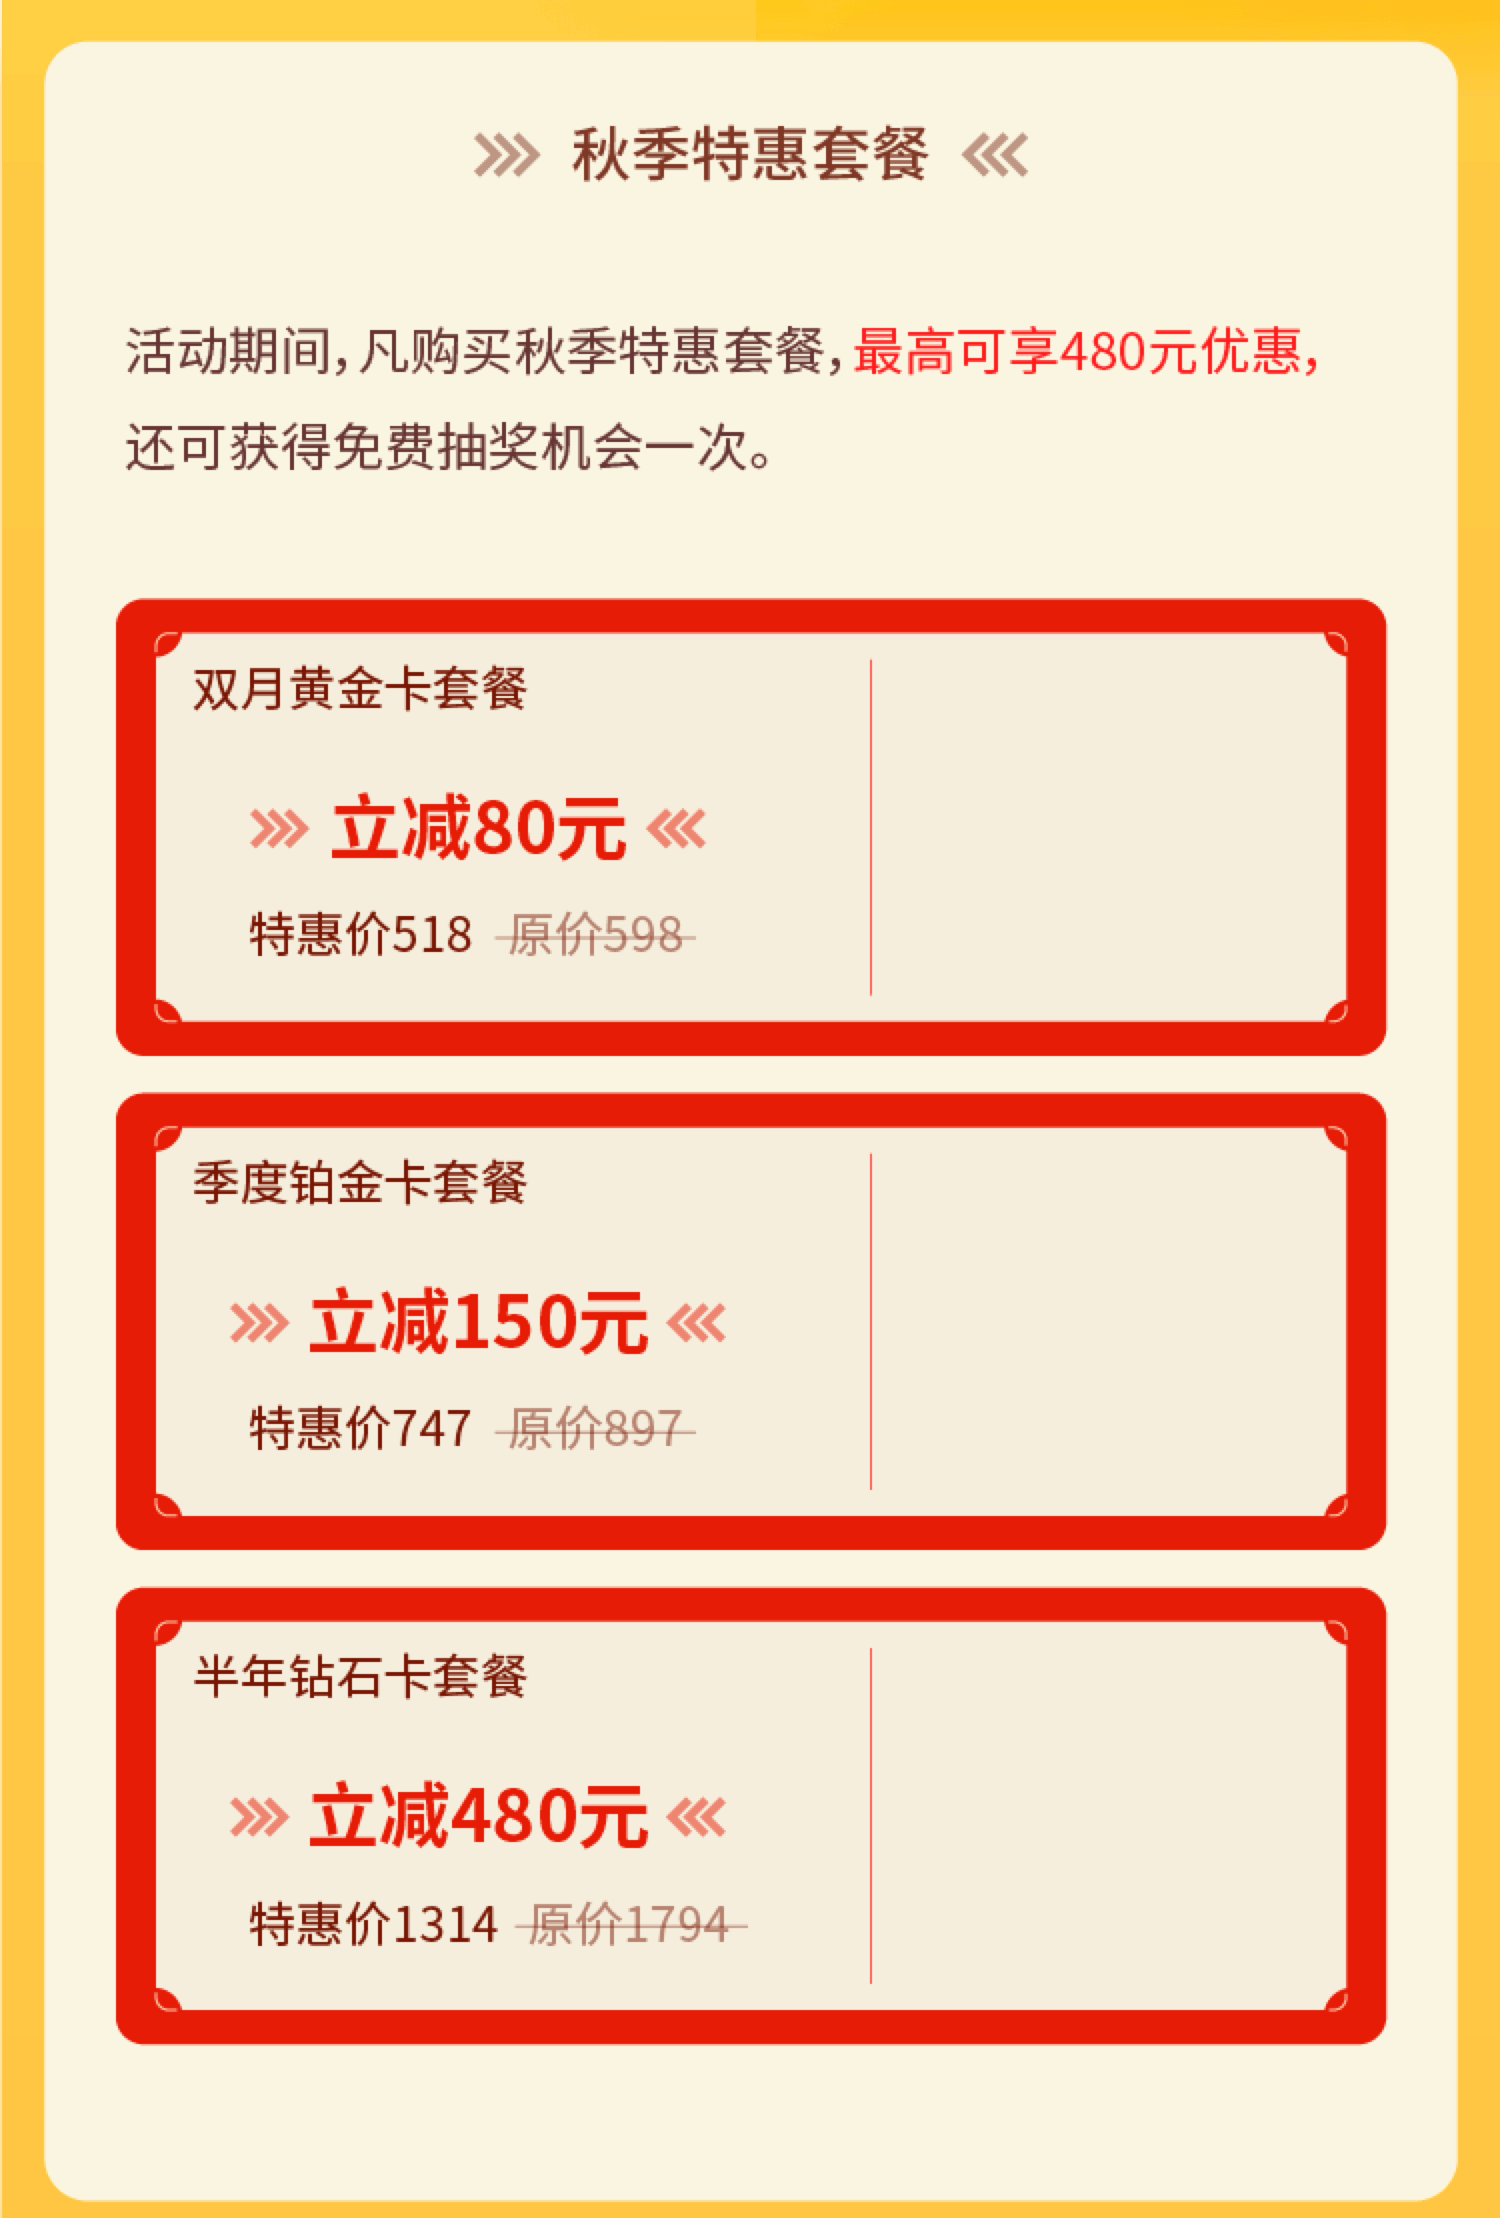 秋季特惠套餐
活动期间，凡购买秋季特惠套餐，最高可享480元优惠，
还可获得免费抽奖机会一次。
双月黄金卡套餐
立减80元
特惠价518 原价598
季度铂金卡套餐
立减150元
特惠价747 原价897
半年钻石卡套餐
立减480元
特惠价1314 原价1794